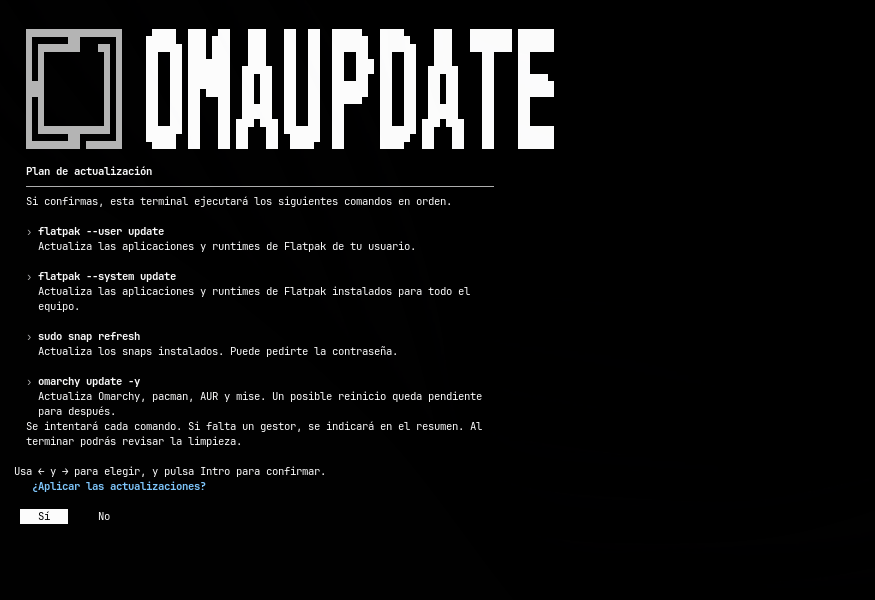 OMAUPDATE
Plan de actualización
Si confirmas, esta terminal ejecutará los siguientes comandos en orden.
› flatpak --user update
Actualiza las aplicaciones y runtimes de Flatpak de tu usuario.
› flatpak --system update
Actualiza las aplicaciones y runtimes de Flatpak instalados para todo el
equipo.
› sudo snap refresh
Actualiza los snaps instalados. Puede pedirte la contraseña.
› omarchy update -y
Actualiza Omarchy, pacman, AUR y mise. Un posible reinicio queda pendiente
para después.
Se intentará cada comando. Si falta un gestor, se indicará en el resumen. Al
terminar podrás revisar la limpieza.
Usa ← y → para elegir, y pulsa Intro para confirmar.
¿Aplicar las actualizaciones?
Sí No